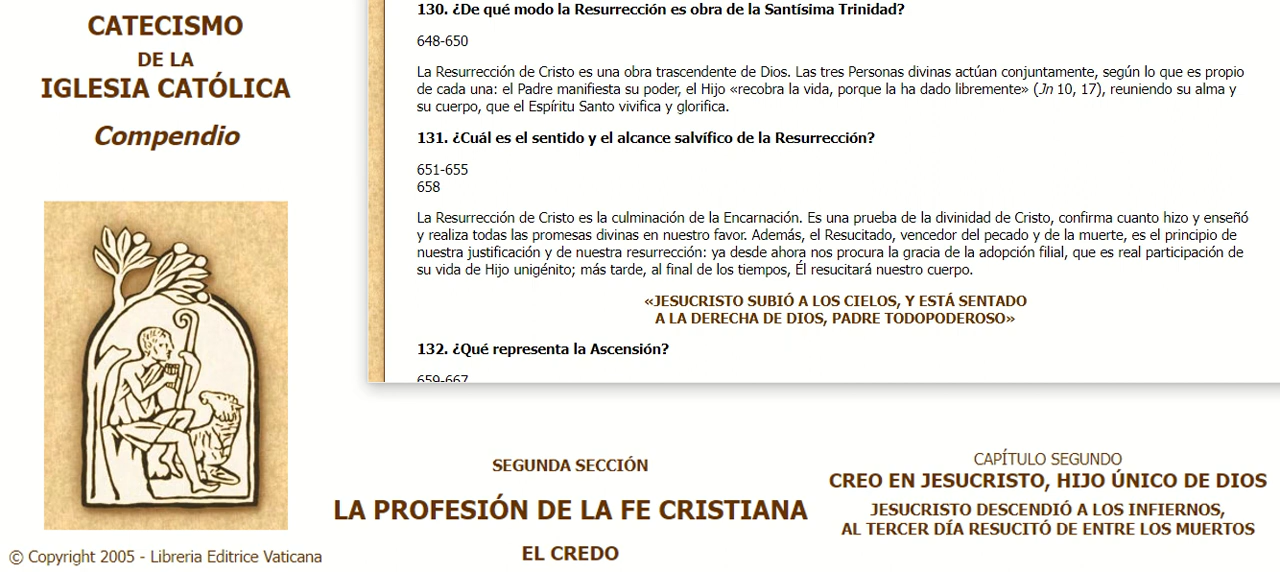 CATECISMO
DE LA
IGLESIA CATÓLICA
Compendio
© Copyright 2005 - Libreria Editrice Vaticana
130. ¿De qué modo la Resurrección es obra de la Santísima Trinidad?
648-650
La Resurrección de Cristo es una obra trascendente de Dios. Las tres Personas divinas actúan conjuntamente, según lo que es propio
de cada una: el Padre manifiesta su poder, el Hijo «recobra la vida, porque la ha dado libremente» (Jn 10, 17), reuniendo su alma y
su cuerpo, que el Espíritu Santo vivifica y glorifica.
131. ¿Cuál es el sentido y el alcance salvífico de la Resurrección?
651-655
658
La Resurrección de Cristo es la culminación de la Encarnación. Es una prueba de la divinidad de Cristo, confirma cuanto hizo y enseñó
y realiza todas las promesas divinas en nuestro favor. Además, el Resucitado, vencedor del pecado y de la muerte, es el principio de
nuestra justificación y de nuestra resurrección: ya desde ahora nos procura la gracia de la adopción filial, que es real participación de
su vida de Hijo unigénito; más tarde, al final de los tiempos, Él resucitará nuestro cuerpo.
«JESUCRISTO SUBIÓ A LOS CIELOS, Y ESTÁ SENTADO
A LA DERECHA DE DIOS, PADRE TODOPODEROSO»
132. ¿Qué representa la Ascensión?
659-667
SEGUNDA SECCIÓN
LA PROFESIÓN DE LA FE CRISTIANA
EL CREDO
CAPÍTULO SEGUNDO
CREO EN JESUCRISTO, HIJO ÚNICO DE DIOS
JESUCRISTO DESCENDIÓ A LOS INFIERNOS,
AL TERCER DÍA RESUCITÓ DE ENTRE LOS MUERTOS